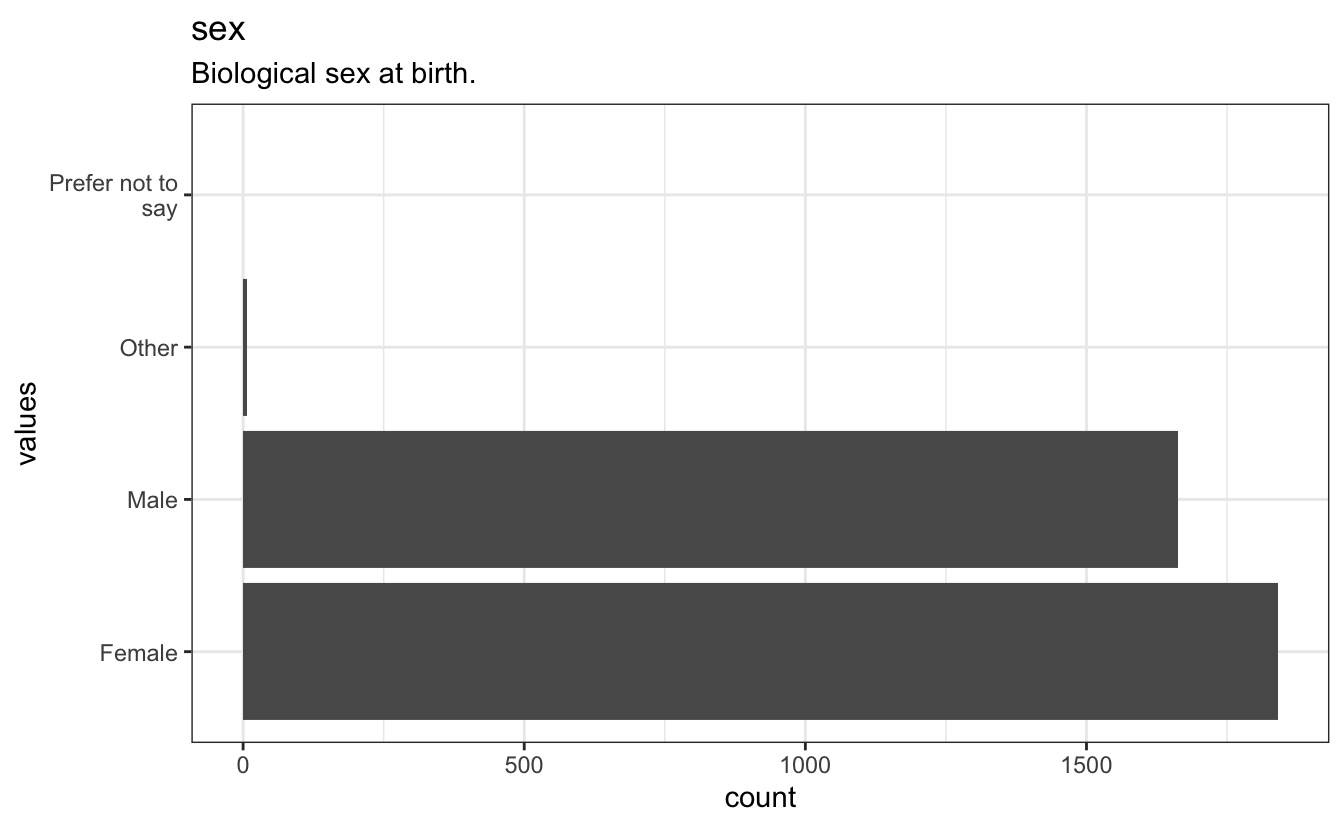 sex
Biological sex at birth.
Prefer not to
say
Other
Male
Female
values
0
500
1000
1500
count